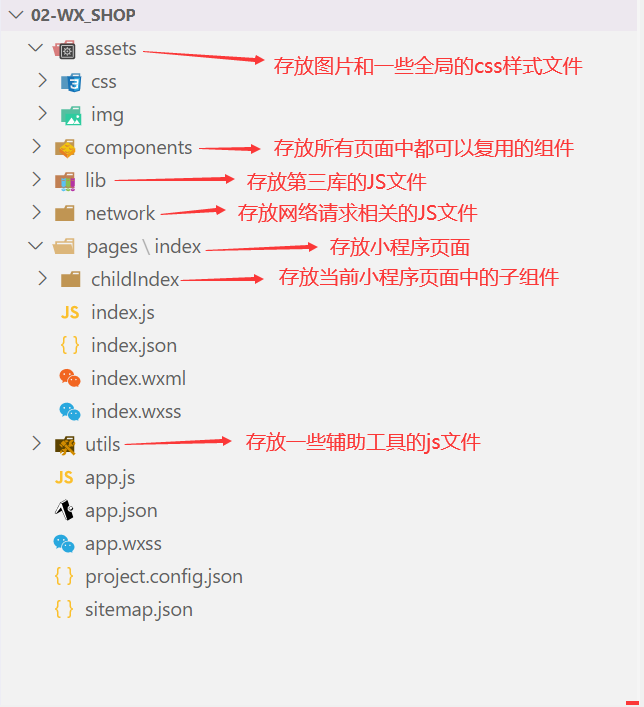 02-WX_SHOP
assets 存放图片和一些全局的css样式文件
css
img
components 存放所有页面中都可以复用的组件
lib 存放第三库的JS文件
network 存放网络请求相关的JS文件
pages \ index 存放小程序页面
childIndex 存放当前小程序页面中的子组件
JS index.js
{ } index.json
index.wxml
index.wxss
utils 存放一些辅助工具的js文件
JS app.js
app.json
app.wxss
{ } project.config.json
{ } sitemap.json